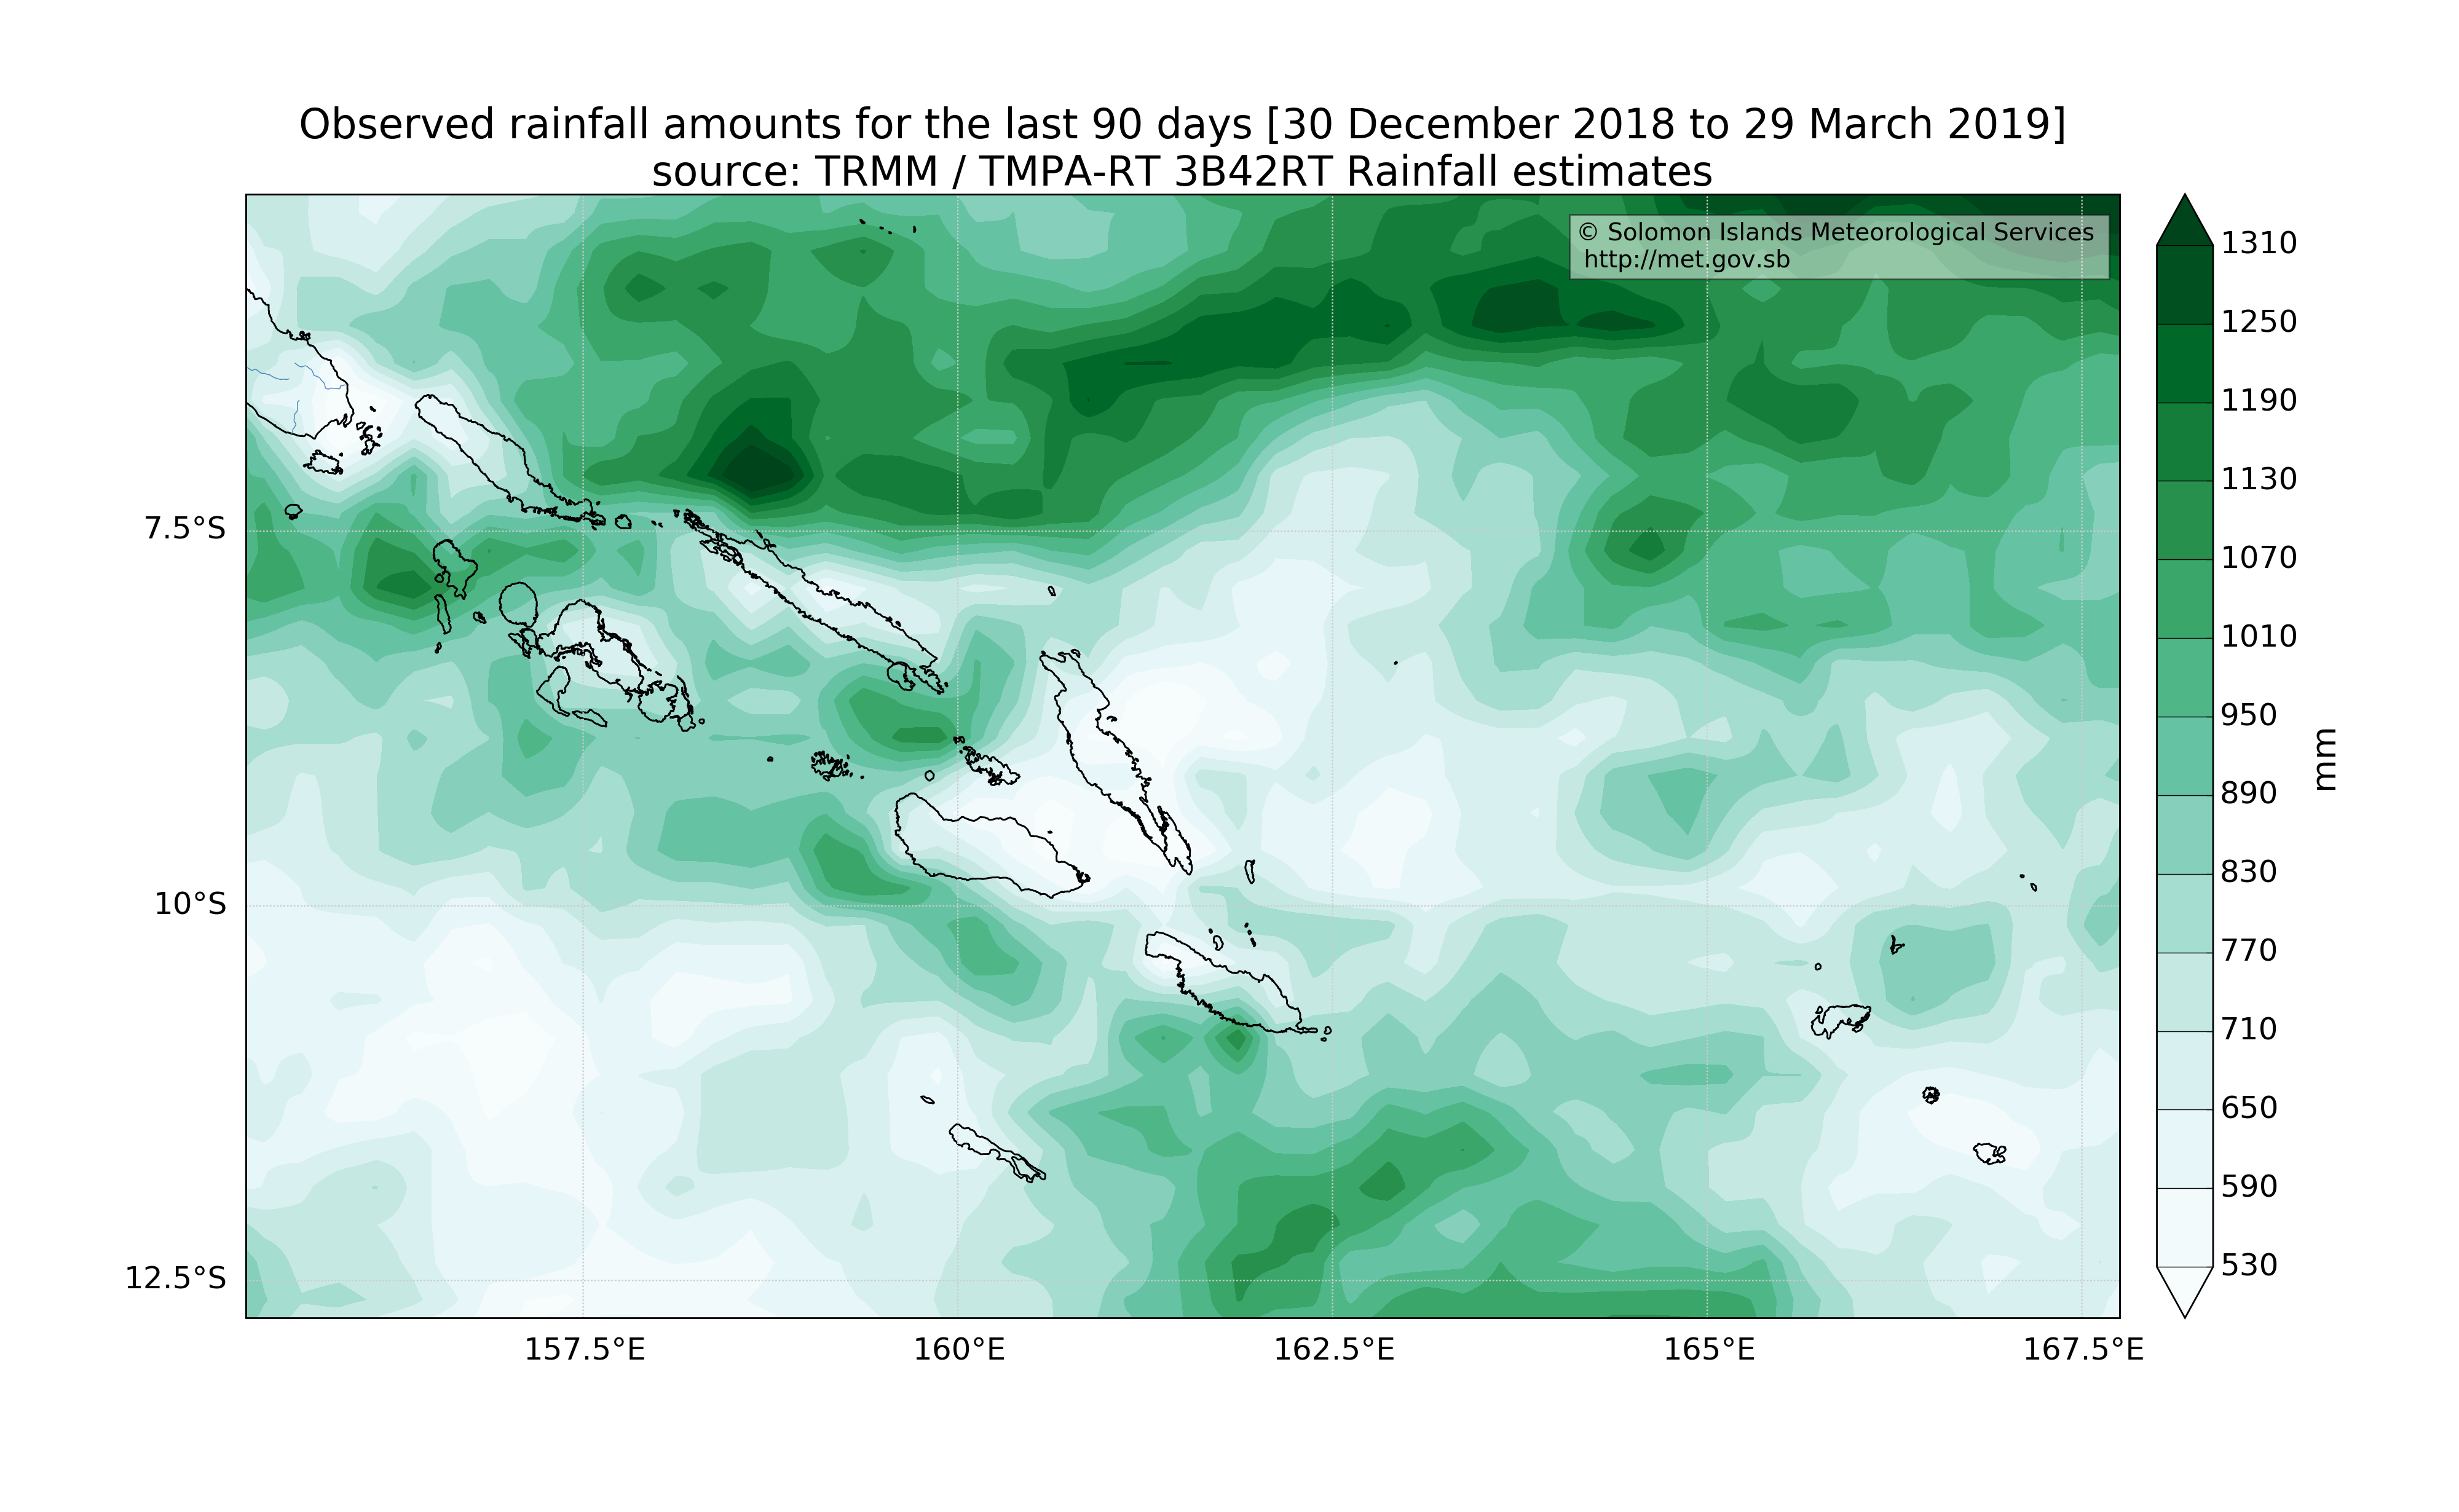 Observed rainfall amounts for the last 90 days [30 December 2018 to 29 March 2019]
source: TRMM / TMPA-RT 3B42RT Rainfall estimates
© Solomon Islands Meteorological Services
http://met.gov.sb
7.5°S
10°S
12.5°S
157.5°E
160°E
162.5°E
165°E
167.5°E
1310
1250
1190
1130
1070
1010
950
890
830
770
710
650
590
530
mm